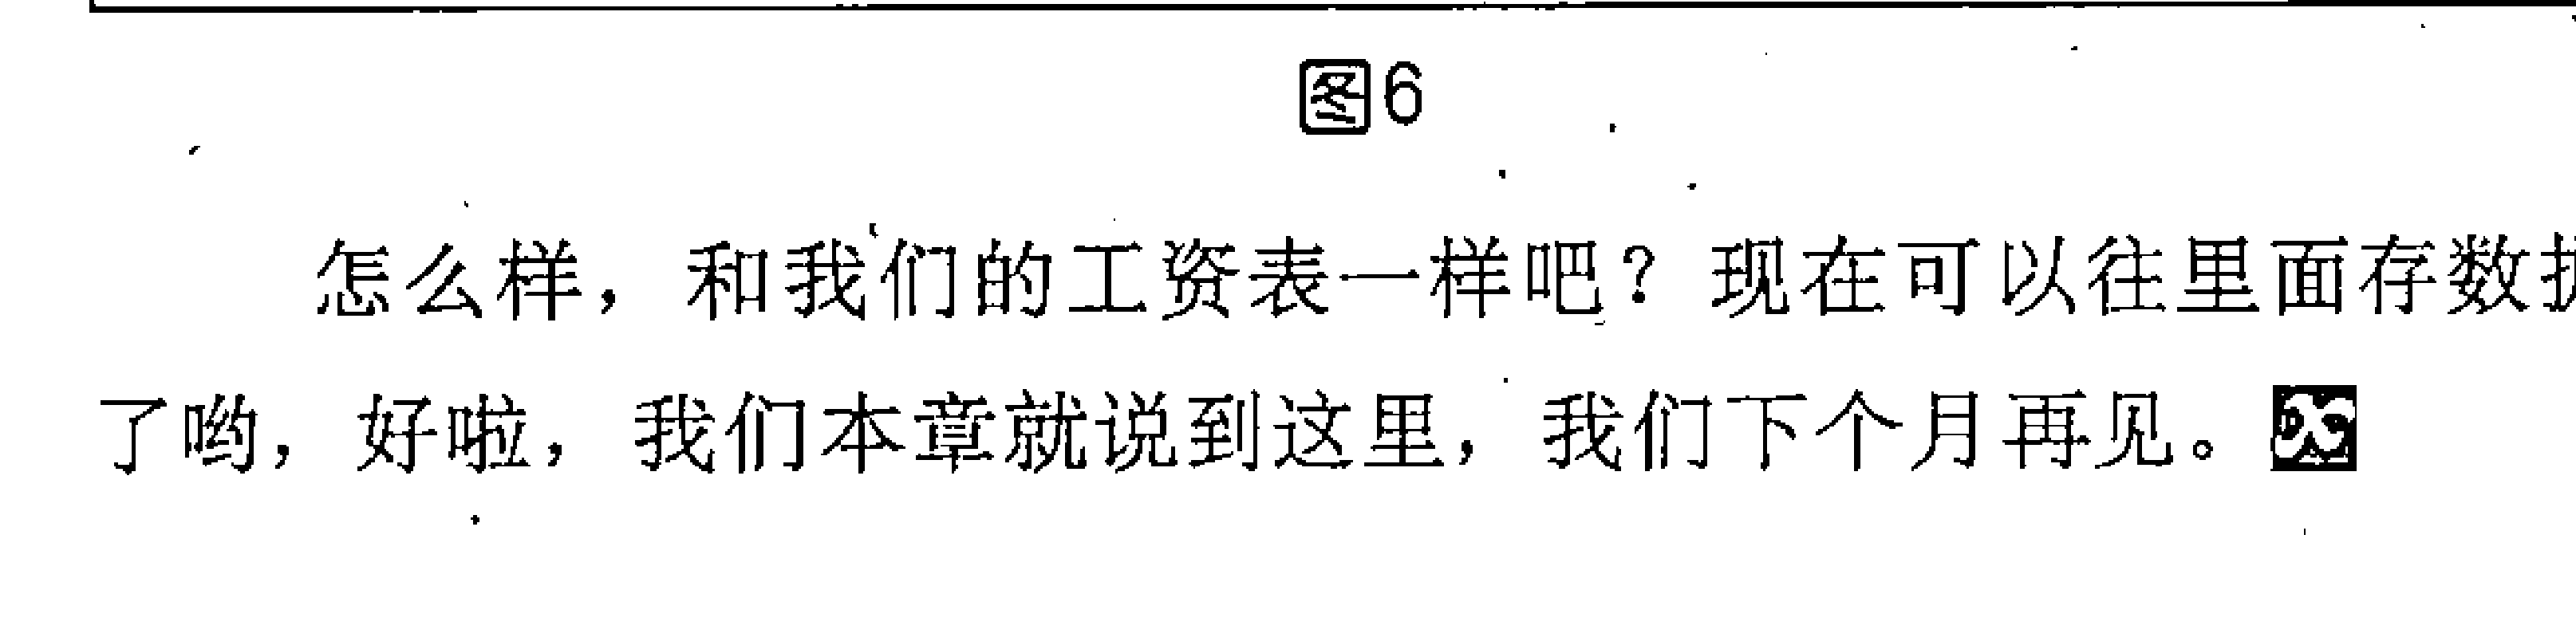 图6
怎么样，和我们的工资表一样吧？现在可以往里面存数据
了哟，好啦，我们本章就说到这里，我们下个月再见。